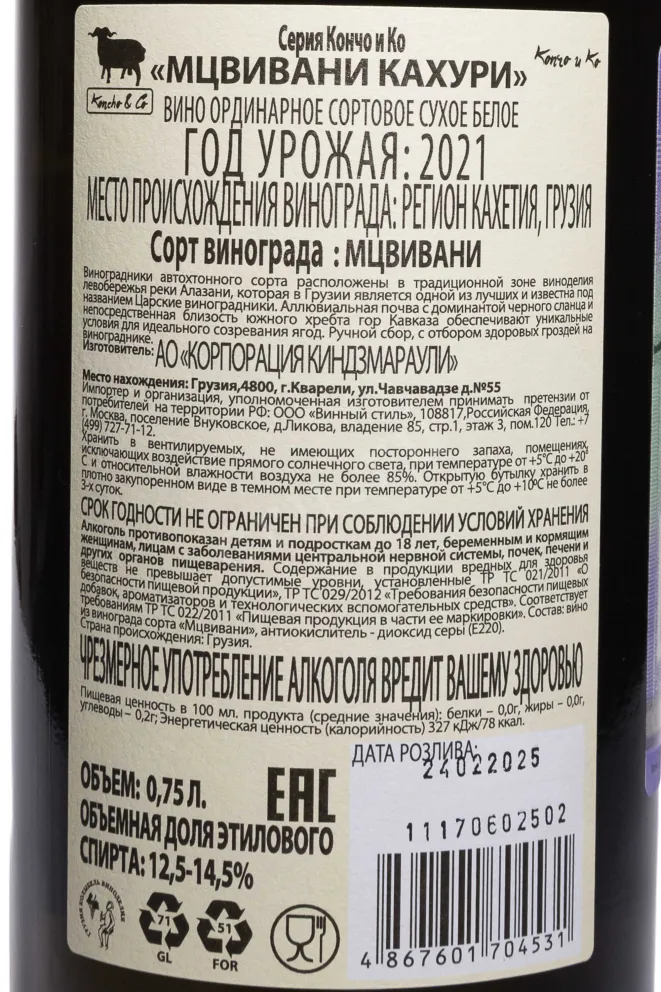 Серия Кончо и Ко
Кончо и Ко
«МЦВИВАНИ КАХУРИ»
Koncho & Co
ВИНО ОРДИНАРНОЕ СОРТОВОЕ СУХОЕ БЕЛОЕ
ГОД УРОЖАЯ: 2021
МЕСТО ПРОИСХОЖДЕНИЯ ВИНОГРАДА: РЕГИОН КАХЕТИЯ, ГРУЗИЯ
Сорт винограда : МЦВИВАНИ
Виноградники автохтонного сорта расположены в традиционной зоне виноделия
левобережья реки Алазани, которая в Грузии является одной из лучших и известна под
названием Царские виноградники. Аллювиальная почва с доминантой черного сланца и
непосредственная близость южного хребта гор Кавказа обеспечивают уникальные
условия для идеального созревания ягод. Ручной сбор, с отбором здоровых гроздей на
винограднике.
Изготовитель: АО «КОРПОРАЦИЯ КИНДЗМАРАУЛИ»
Место нахождения: Грузия,4800, г.Кварели, ул.Чавчавадзе д.№55
Импортер и организация, уполномоченная изготовителем принимать претензии от
потребителей на территории РФ: ООО «Винный стиль», 108817,Российская Федерация,
г. Москва, поселение Внуковское, д.Ликова, владение 85, стр.1, этаж 3, пом.120 Тел.: +7
(499) 727-71-12.
Хранить в вентилируемых, не имеющих постороннего запаха, помещениях,
исключающих воздействие прямого солнечного света, при температуре от +5°С до +20°
С и относительной влажности воздуха не более 85%. Открытую бутылку хранить в
плотно закупоренном виде в темном месте при температуре от +5°С до +10°С не более
3-х суток.
СРОК ГОДНОСТИ НЕ ОГРАНИЧЕН ПРИ СОБЛЮДЕНИИ УСЛОВИЙ ХРАНЕНИЯ
Алкоголь противопоказан детям и подросткам до 18 лет, беременным и кормящим
женщинам, лицам с заболеваниями центральной нервной системы, почек, печени и
других органов пищеварения. Содержание в продукции вредных для здоровья
веществ не превышает допустимые уровни, установленные ТР ТС 021/2011 «О
безопасности пищевой продукции», ТР ТС 029/2012 «Требования безопасности пищевых
добавок, ароматизаторов и технологических вспомогательных средств». Соответствует
требованиям ТР ТС 022/2011 «Пищевая продукция в части ее маркировки». Состав: вино
из винограда сорта «Мцвивани», антиокислитель - диоксид серы (Е220).
Страна происхождения: Грузия.
ЧРЕЗМЕРНОЕ УПОТРЕБЛЕНИЕ АЛКОГОЛЯ ВРЕДИТ ВАШЕМУ ЗДОРОВЬЮ
Пищевая ценность в 100 мл. продукта (средние значения): белки – 0,0г, жиры – 0,0г,
углеводы – 0,2г; Энергетическая ценность (калорийность) 327 кДж/78 ккал.
ДАТА РОЗЛИВА:
24022025
ОБЪЕМ: 0,75 Л.
EAC
ОБЪЕМНАЯ ДОЛЯ ЭТИЛОВОГО
СПИРТА: 12,5-14,5%
11170602502
ГРУЗИЯ КОЛЫБЕЛЬ ВИНОДЕЛИЯ
71
GL
51
FOR
4 867601 704531